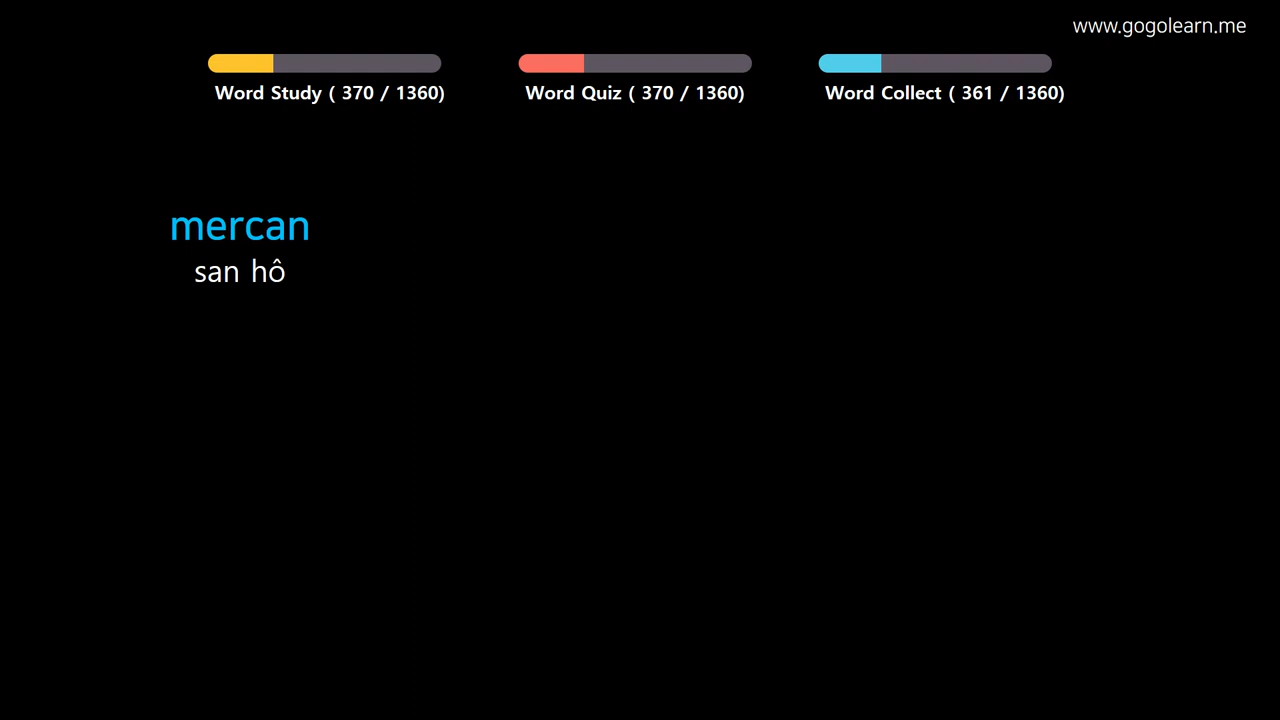 www.gogolearn.me
Word Study ( 370 / 1360)
Word Quiz ( 370 / 1360)
Word Collect ( 361 / 1360)
mercan
san hô